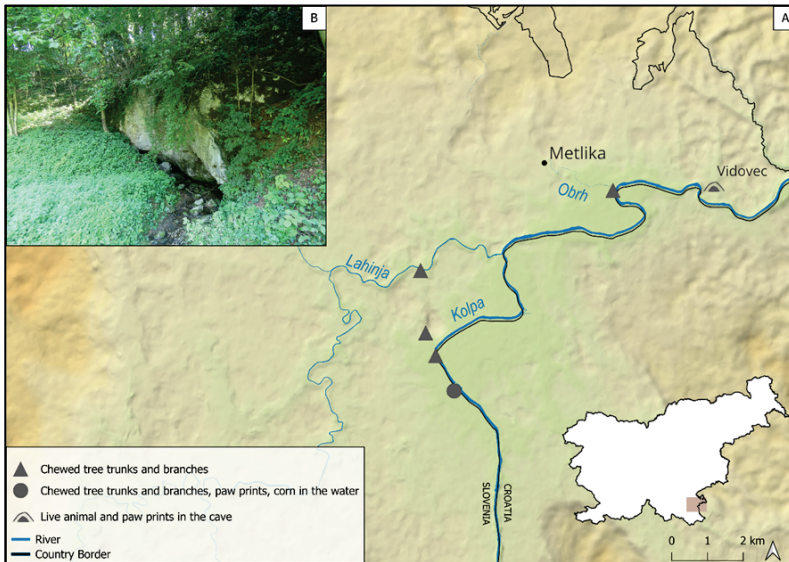 B
A
Metlika
Vidovec
Obrh
Lahinja
Kolpa
Chewed tree trunks and branches
Chewed tree trunks and branches, paw prints, corn in the water
Live animal and paw prints in the cave
River
Country Border
SLOVENIA
CROATIA
0 1 2 km